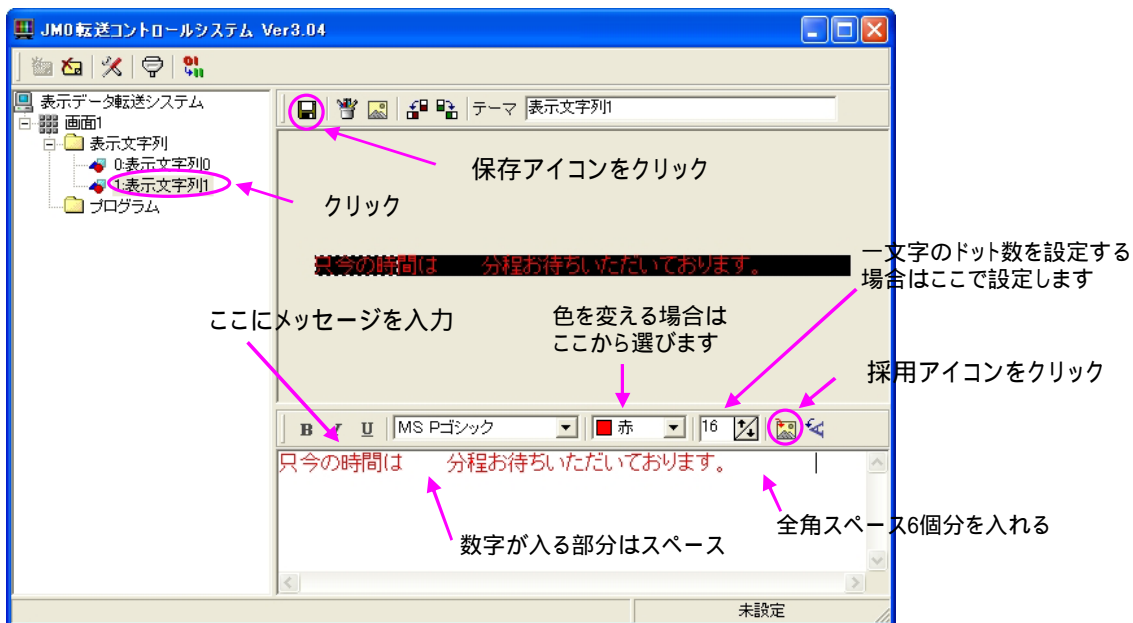 JMO転送コントロールシステム Ver3.04
表示データ転送システム
画面1
表示文字列
0:表示文字列0
1:表示文字列1
プログラム
テーマ 表示文字列1
保存アイコンをクリック
クリック
只今の時間は　　分程お待ちいただいております。
一文字のドット数を設定する
場合はここで設定します
ここにメッセージを入力
色を変える場合は
ここから選びます
採用アイコンをクリック
B I U MS Pゴシック 赤 16
只今の時間は　　分程お待ちいただいております。
全角スペース6個分を入れる
数字が入る部分はスペース
未設定